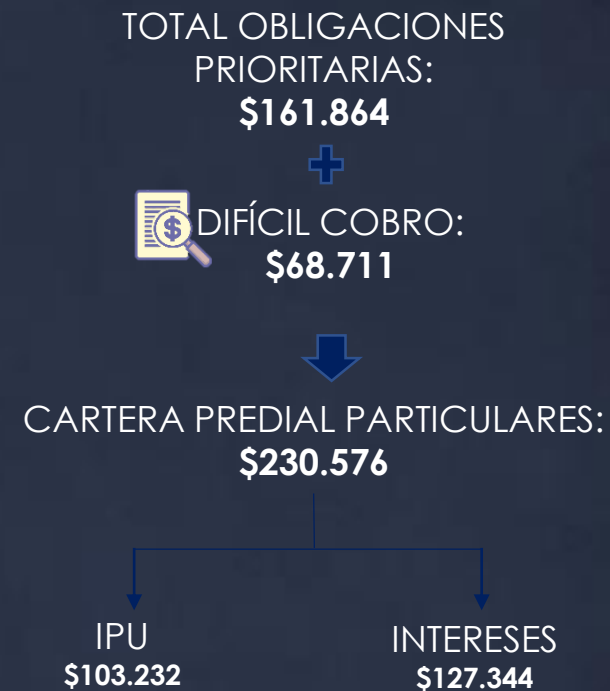 TOTAL OBLIGACIONES
PRIORITARIAS:
$161.864
$
DIFÍCIL COBRO:
$68.711
CARTERA PREDIAL PARTICULARES:
$230.576
IPU
$103.232
INTERESES
$127.344